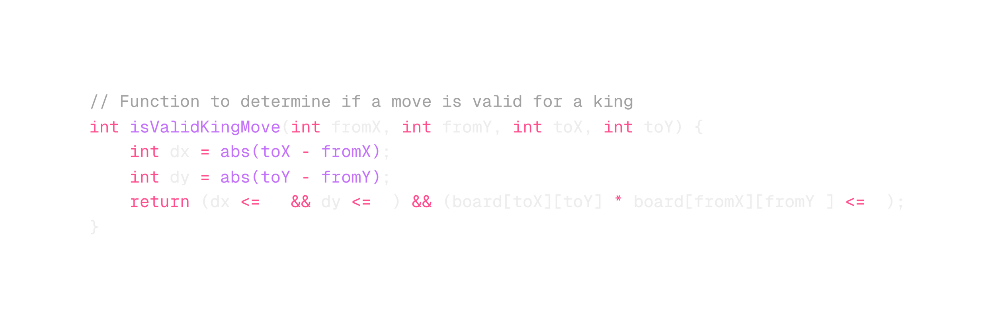 // Function to determine if a move is valid for a king
int isValidKingMove(int fromX, int fromY, int toX, int toY) {
    int dx = abs(toX - fromX);
    int dy = abs(toY - fromY);
    return (dx <=   && dy <=  ) && (board[toX][toY] * board[fromX][fromY ] <=  );
}